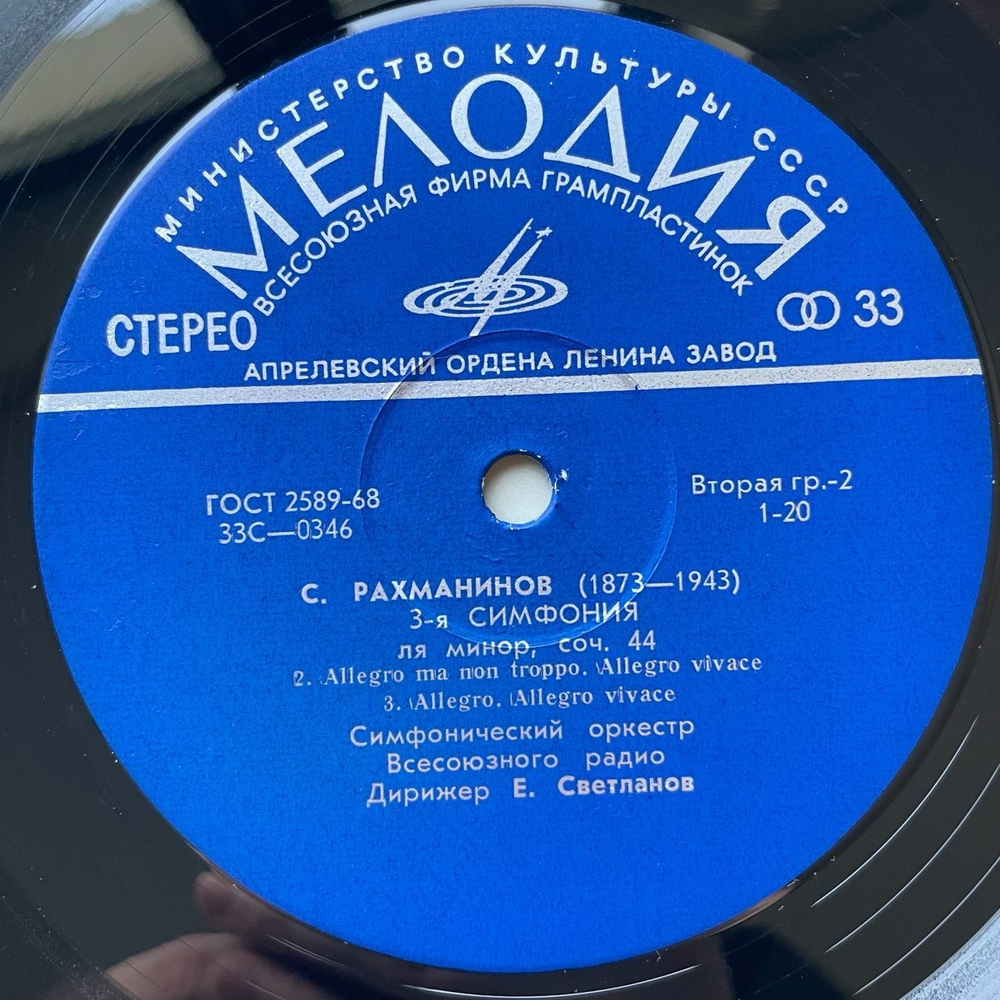 МИНИСТЕРСТВО КУЛЬТУРЫ СССР
МЕЛОДИЯ
ВСЕСОЮЗНАЯ ФИРМА ГРАМПЛАСТИНОК
СТЕРЕО
33
АПРЕЛЕВСКИЙ ОРДЕНА ЛЕНИНА ЗАВОД
ГОСТ 2589-68
33С—0346
Вторая гр.-2
1-20
С. РАХМАНИНОВ (1873—1943)
3-я СИМФОНИЯ
ля минор, соч. 44
2. Allegro ma non troppo. Allegro vivace
3. Allegro. Allegro vivace
Симфонический оркестр
Всесоюзного радио
Дирижер Е. Светланов